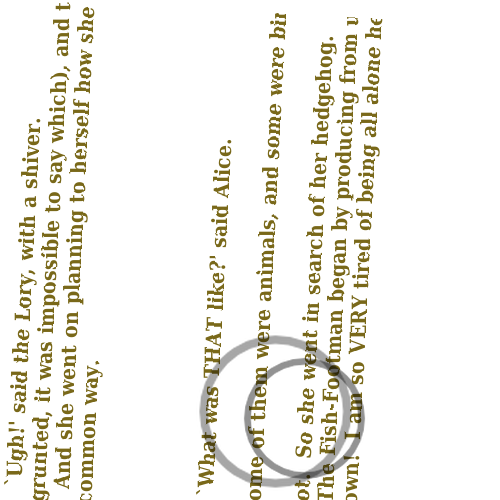 `Ugh!' said the Lory, with a shiver.
grunted, it was impossible to say which), and t
And she went on planning to herself how she
common way.
`What was THAT like?' said Alice.
ome of them were animals, and some were bir
ot. So she went in search of her hedgehog.
The Fish-Footman began by producing from u
own! I am so VERY tired of being all alone he